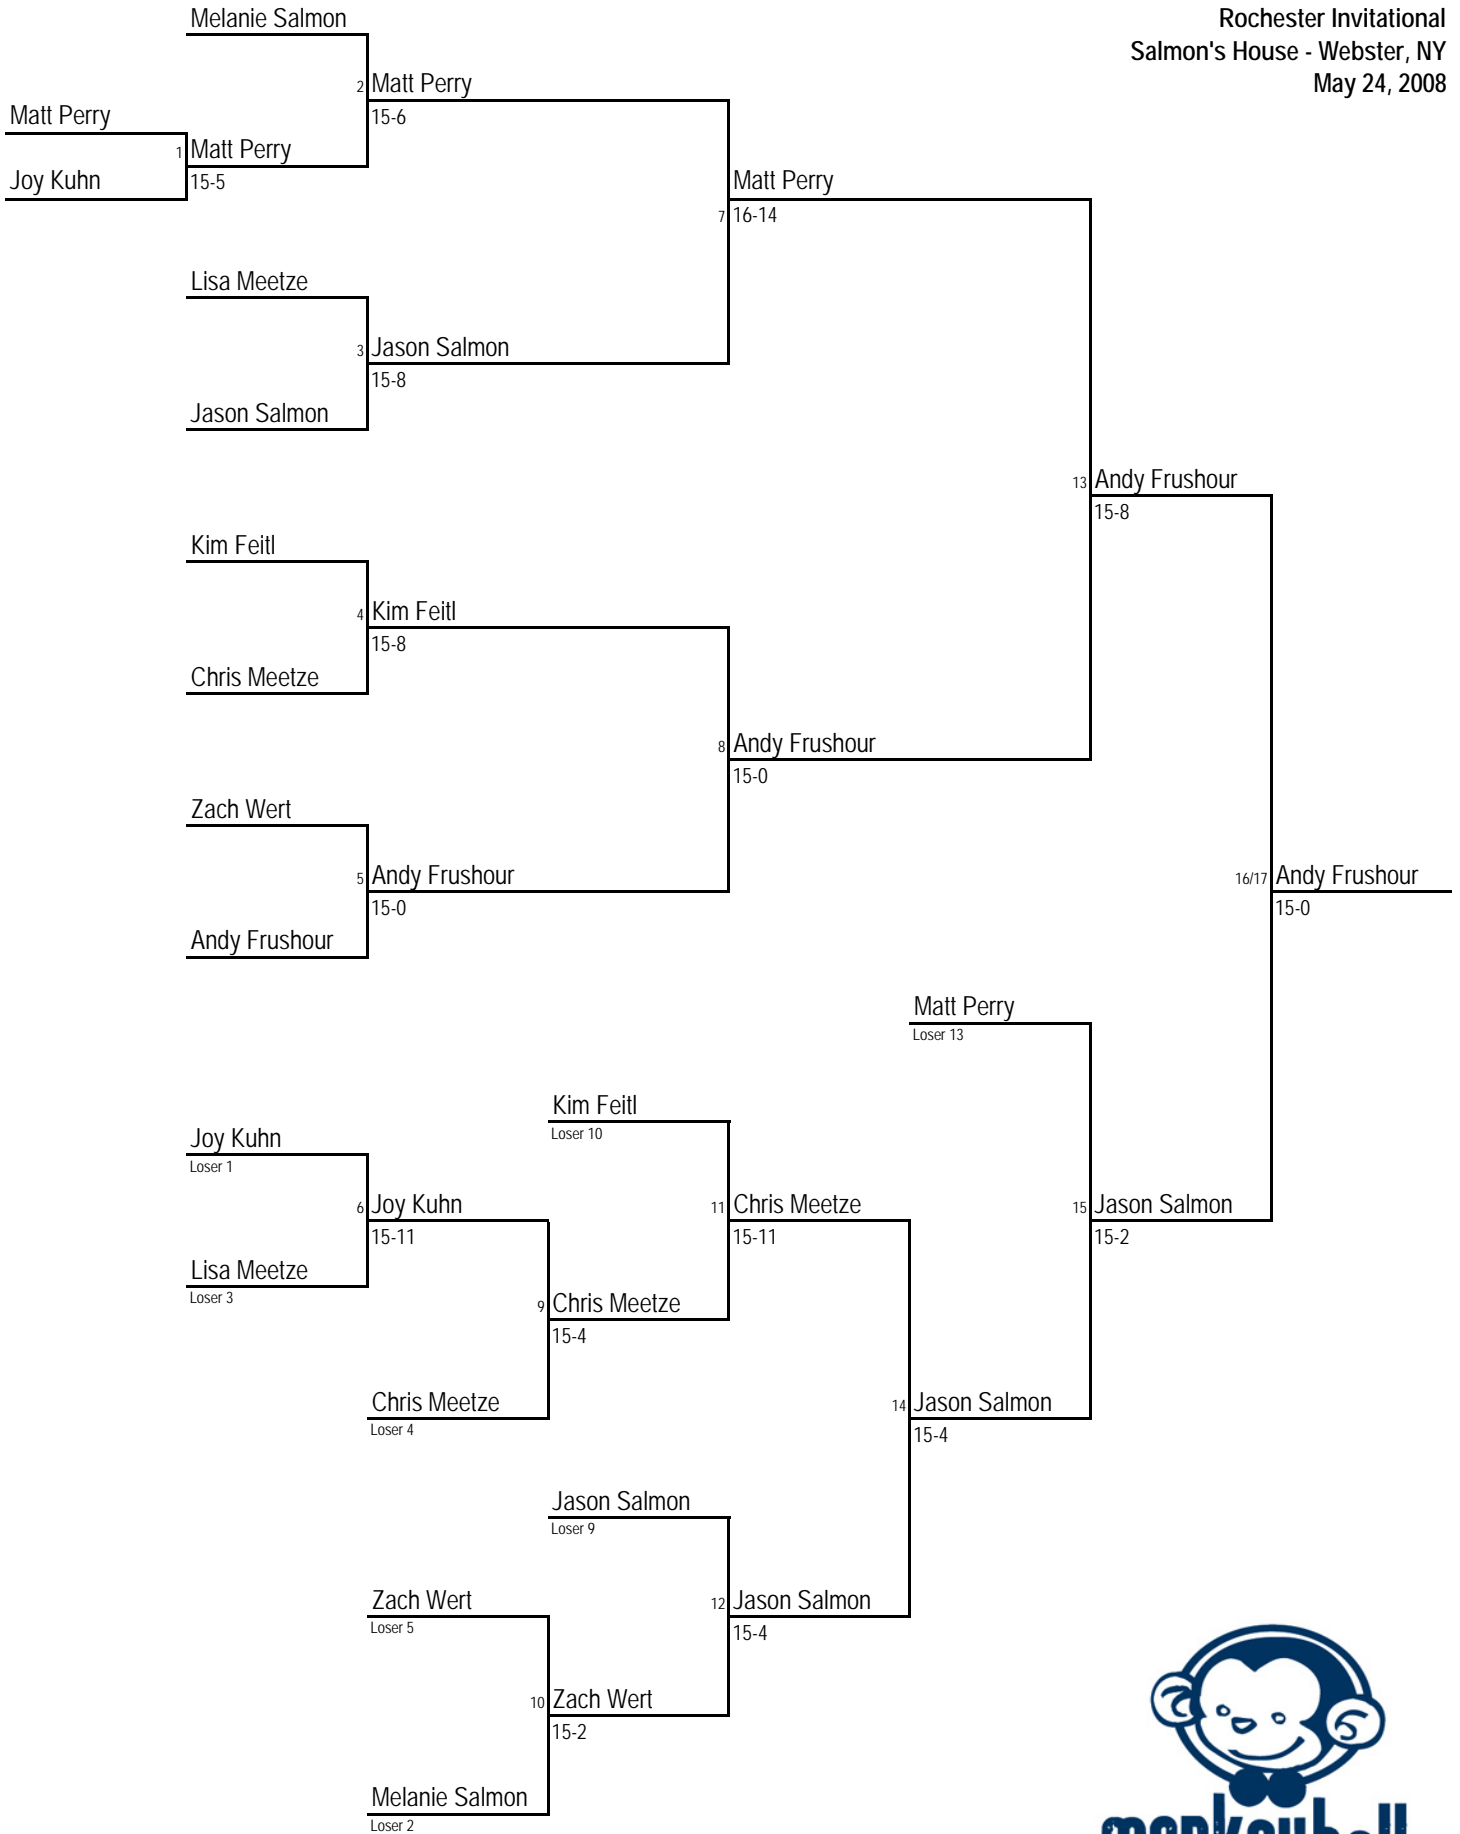 Rochester Invitational
Salmon's House - Webster, NY
May 24, 2008
Melanie Salmon
2 Matt Perry
15-6
Matt Perry
1 Matt Perry
Joy Kuhn
15-5
Matt Perry
7 16-14
Lisa Meetze
3 Jason Salmon
15-8
Jason Salmon
13 Andy Frushour
15-8
Kim Feitl
4 Kim Feitl
15-8
Chris Meetze
8 Andy Frushour
15-0
Zach Wert
5 Andy Frushour
15-0
Andy Frushour
16/17 Andy Frushour
15-0
Matt Perry
Loser 13
Kim Feitl
Loser 10
Joy Kuhn
Loser 1
6 Joy Kuhn
15-11
11 Chris Meetze
15-11
15 Jason Salmon
15-2
Lisa Meetze
Loser 3
9 Chris Meetze
15-4
Chris Meetze
Loser 4
14 Jason Salmon
15-4
Jason Salmon
Loser 9
Zach Wert
Loser 5
12 Jason Salmon
15-4
10 Zach Wert
15-2
Melanie Salmon
Loser 2